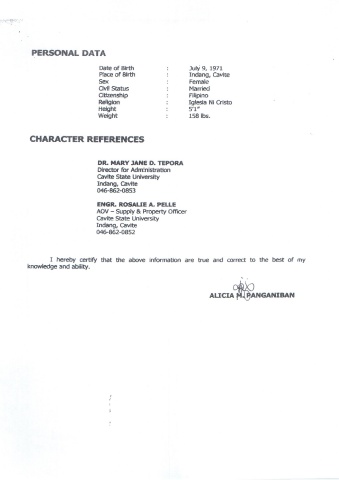 PERSONAL DATA
Date of Birth : July 9, 1971
Place of Birth : Indang, Cavite
Sex : Female
Civil Status : Married
Citizenship : Filipino
Religion : Iglesia Ni Cristo
Height : 5'1"
Weight : 158 lbs.
CHARACTER REFERENCES
DR. MARY JANE D. TEPORA
Director for Administration
Cavite State University
Indang, Cavite
046-862-0853
ENGR. ROSALIE A. PELLE
AOV – Supply & Property Officer
Cavite State University
Indang, Cavite
046-862-0852
I hereby certify that the above information are true and correct to the best of my
knowledge and ability.
ALICIA M. PANGANIBAN